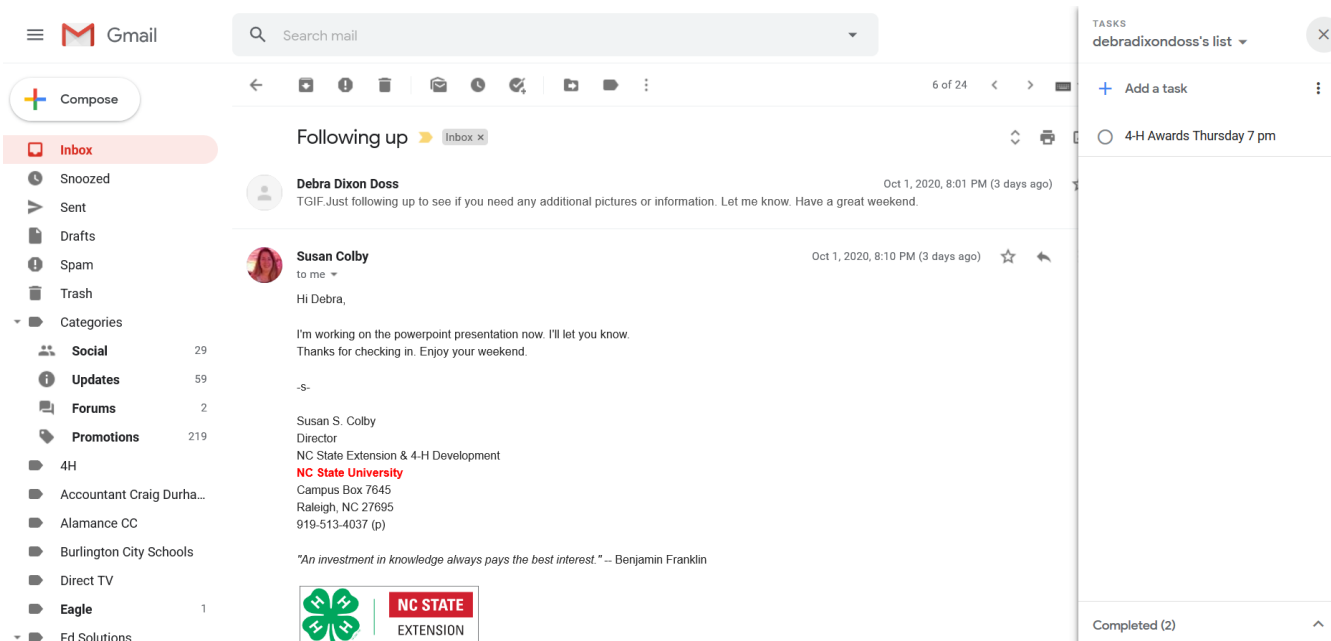 Gmail
Search mail
TASKS
debradixondoss's list
Compose
6 of 24
Add a task
Following up
Inbox ×
4-H Awards Thursday 7 pm
Inbox
Snoozed
Sent
Drafts
Spam
Trash
Categories
Social 29
Updates 59
Forums 2
Promotions 219
4H
Accountant Craig Durha...
Alamance CC
Burlington City Schools
Direct TV
Eagle 1
Ed Solutions
Debra Dixon Doss
Oct 1, 2020, 8:01 PM (3 days ago)
TGIF.Just following up to see if you need any additional pictures or information. Let me know. Have a great weekend.
Susan Colby
Oct 1, 2020, 8:10 PM (3 days ago)
to me
Hi Debra,
I'm working on the powerpoint presentation now. I'll let you know.
Thanks for checking in. Enjoy your weekend.
-s-
Susan S. Colby
Director
NC State Extension & 4-H Development
NC State University
Campus Box 7645
Raleigh, NC 27695
919-513-4037 (p)
"An investment in knowledge always pays the best interest." -- Benjamin Franklin
H H
H H
NC STATE
EXTENSION
Completed (2)